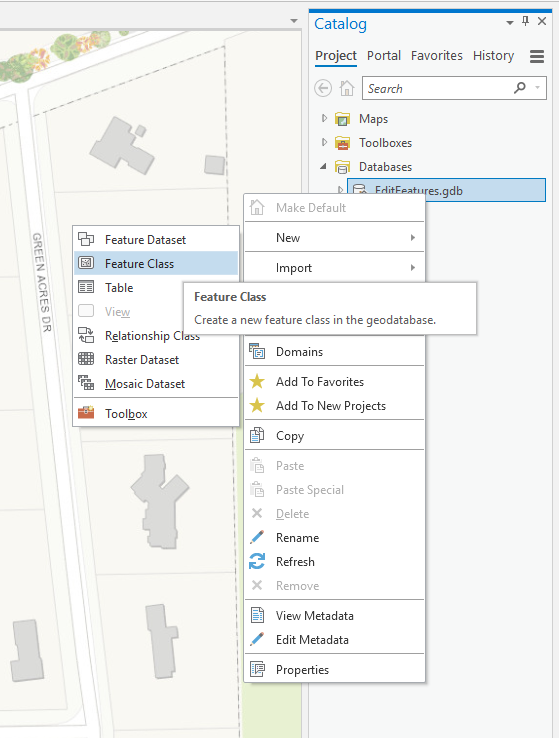 Catalog
Project Portal Favorites History
Search
Maps
Toolboxes
Databases
EditFeatures.gdb
Make Default
New
Import
Domains
Add To Favorites
Add To New Projects
Copy
Paste
Paste Special
Delete
Rename
Refresh
Remove
View Metadata
Edit Metadata
Properties
Feature Dataset
Feature Class
Table
View
Relationship Class
Raster Dataset
Mosaic Dataset
Toolbox
Feature Class
Create a new feature class in the geodatabase.
GREEN ACRES DR